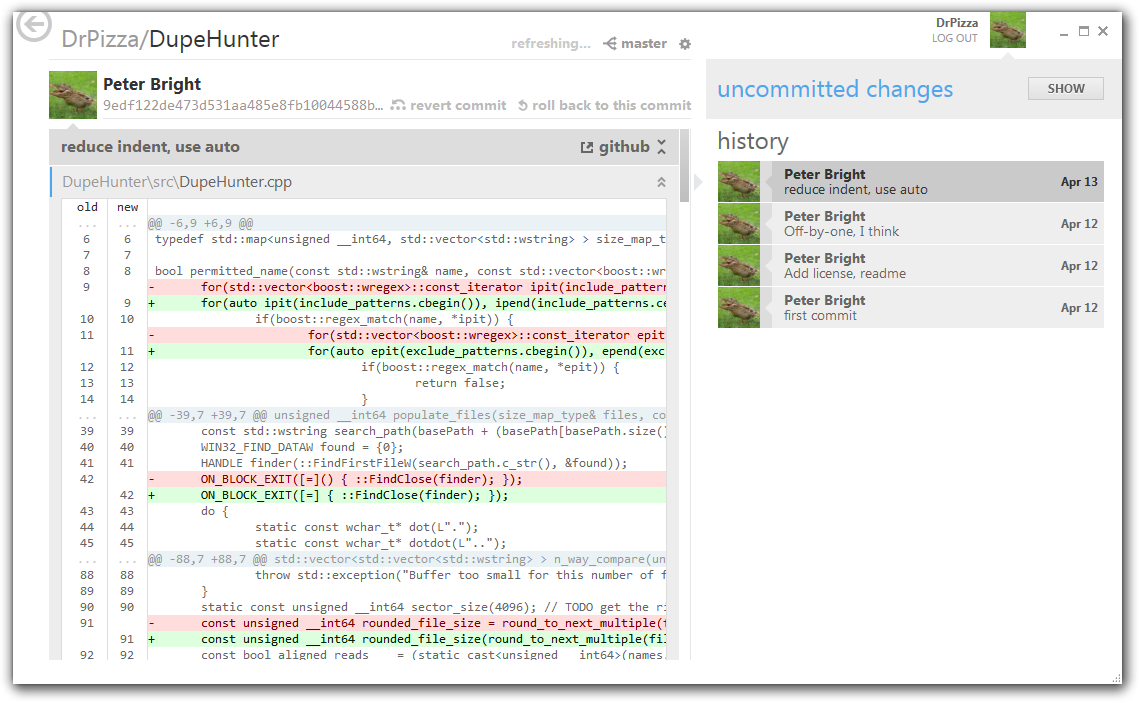 DrPizza/DupeHunter
refreshing... master
DrPizza
LOG OUT
Peter Bright
9edf122de473d531aa485e8fb10044588b... revert commit roll back to this commit
reduce indent, use auto github
DupeHunter\src\DupeHunter.cpp
old new
... ... @@ -6,9 +6,9 @@
6 6 typedef std::map<unsigned __int64, std::vector<std::wstring> > size_map_t
7 7
8 8 bool permitted_name(const std::wstring& name, const std::vector<boost::wr
9 - for(std::vector<boost::wregex>::const_iterator ipit(include_pattern
9 + for(auto ipit(include_patterns.cbegin()), ipend(include_patterns.ce
10 10 if(boost::regex_match(name, *ipit)) {
11 - for(std::vector<boost::wregex>::const_iterator epit
11 + for(auto epit(exclude_patterns.cbegin()), epend(exc
12 12 if(boost::regex_match(name, *epit)) {
13 13 return false;
14 14 }
... ... @@ -39,7 +39,7 @@ unsigned __int64 populate_files(size_map_type& files, co
39 39 const std::wstring search_path(basePath + (basePath[basePath.size()
40 40 WIN32_FIND_DATAW found = {0};
41 41 HANDLE finder(::FindFirstFileW(search_path.c_str(), &found));
42 - ON_BLOCK_EXIT([=]() { ::FindClose(finder); });
42 + ON_BLOCK_EXIT([=] { ::FindClose(finder); });
43 43 do {
44 44 static const wchar_t* dot(L".");
45 45 static const wchar_t* dotdot(L"..");
... ... @@ -88,7 +88,7 @@ std::vector<std::vector<std::wstring> > n_way_compare(un
88 88 throw std::exception("Buffer too small for this number of f
89 89 }
90 90 static const unsigned __int64 sector_size(4096); // TODO get the ri
91 - const unsigned __int64 rounded_file_size = round_to_next_multiple(f
91 + const unsigned __int64 rounded_file_size(round_to_next_multiple(fil
92 92 const bool aligned_reads = (static_cast<unsigned __int64>(names.
uncommitted changes SHOW
history
Peter Bright
reduce indent, use auto Apr 13
Peter Bright
Off-by-one, I think Apr 12
Peter Bright
Add license, readme Apr 12
Peter Bright
first commit Apr 12